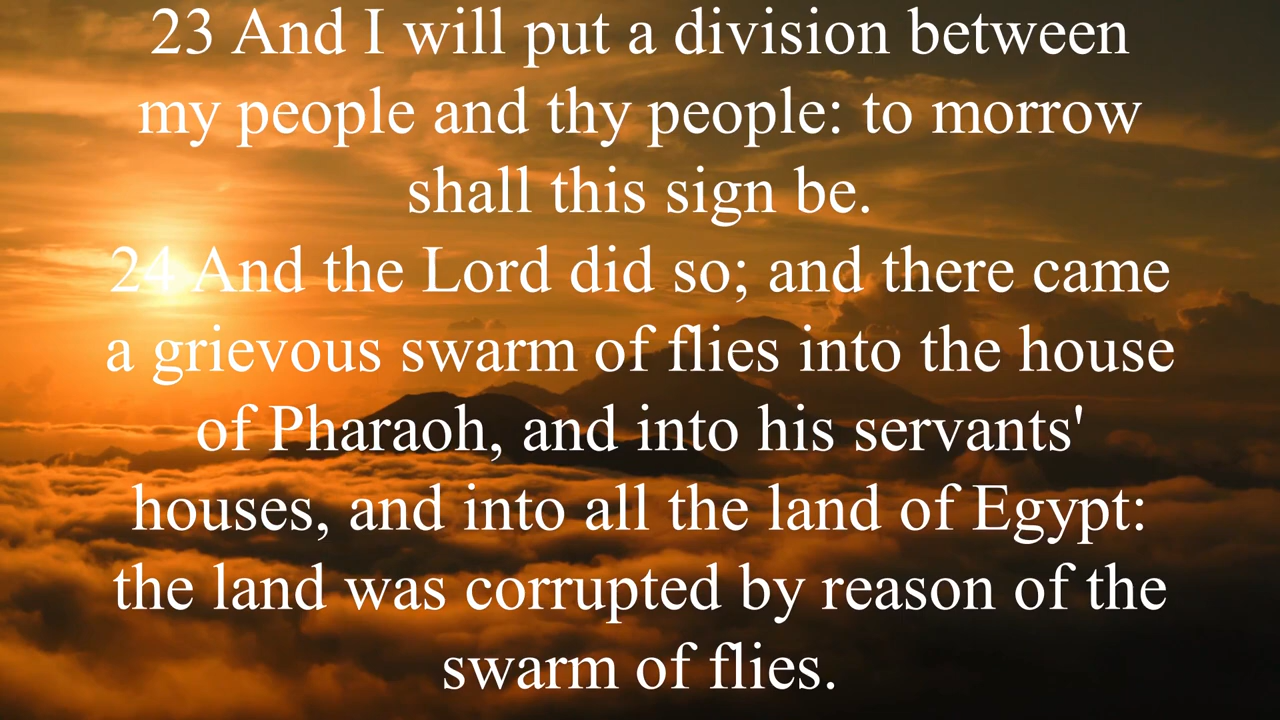 23 And I will put a division between
my people and thy people: to morrow
shall this sign be.
24 And the Lord did so; and there came
a grievous swarm of flies into the house
of Pharaoh, and into his servants'
houses, and into all the land of Egypt:
the land was corrupted by reason of the
swarm of flies.